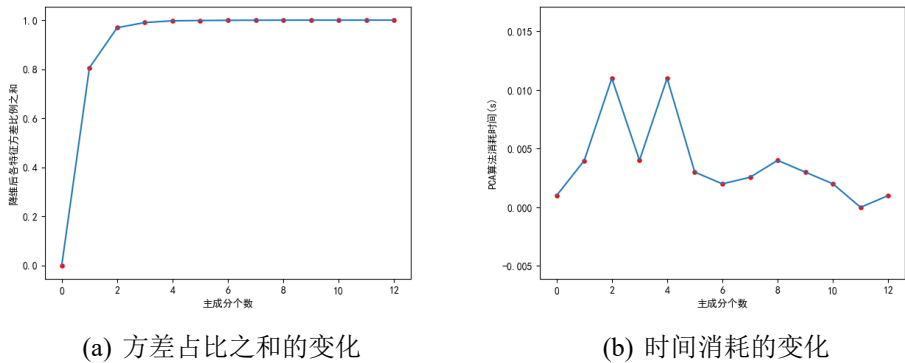 1.0
0.8
0.6
0.4
0.2
0.0
降维后各特征方差比例之和
0 2 4 6 8 10 12
主成分个数
(a) 方差占比之和的变化
0.015
0.010
0.005
0.000
-0.005
PCA算法消耗时间(s)
0 2 4 6 8 10 12
主成分个数
(b) 时间消耗的变化